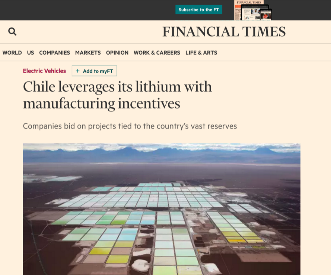 Subscribe to the FT
FINANCIAL TIMES
WORLD US COMPANIES MARKETS OPINION WORK & CAREERS LIFE & ARTS
Electric Vehicles + Add to myFT
Chile leverages its lithium with
manufacturing incentives
Companies bid on projects tied to the country's vast reserves